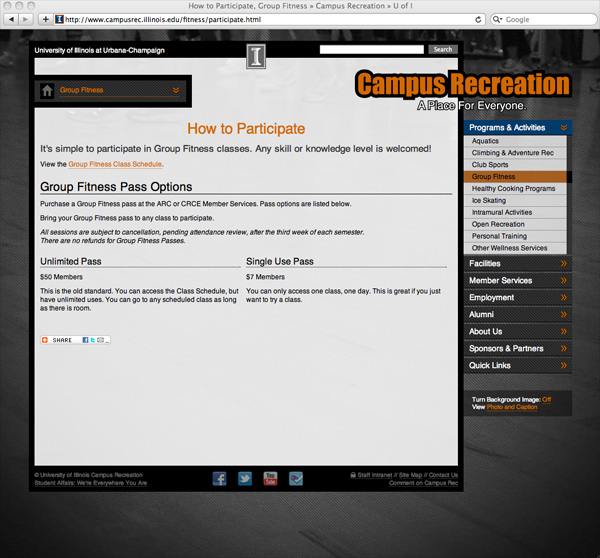 How to Participate, Group Fitness » Campus Recreation » U of I
http://www.campusrec.illinois.edu/fitness/participate.html
Google
University of Illinois at Urbana-Champaign
Search
I
Group Fitness
Campus Recreation
A Place For Everyone.
How to Participate
It's simple to participate in Group Fitness classes. Any skill or knowledge level is welcomed!
View the Group Fitness Class Schedule.
Group Fitness Pass Options
Purchase a Group Fitness pass at the ARC or CRCE Member Services. Pass options are listed below.
Bring your Group Fitness pass to any class to participate.
All sessions are subject to cancellation, pending attendance review, after the third week of each semester.
There are no refunds for Group Fitness Passes.
Unlimited Pass
$50 Members
This is the old standard. You can access the Class Schedule, but
have unlimited uses. You can go to any scheduled class as long
as there is room.
Single Use Pass
$7 Members
You can only access one class, one day. This is great if you just
want to try a class.
SHARE
Programs & Activities
Aquatics
Climbing & Adventure Rec
Club Sports
Group Fitness
Healthy Cooking Programs
Ice Skating
Intramural Activities
Open Recreation
Personal Training
Other Wellness Services
Facilities
Member Services
Employment
Alumni
About Us
Sponsors & Partners
Quick Links
Turn Background Image: Off
View Photo and Caption
© University of Illinois Campus Recreation
Student Affairs: We're Everywhere You Are
You Tube
Staff Intranet // Site Map // Contact Us
Comment on Campus Rec